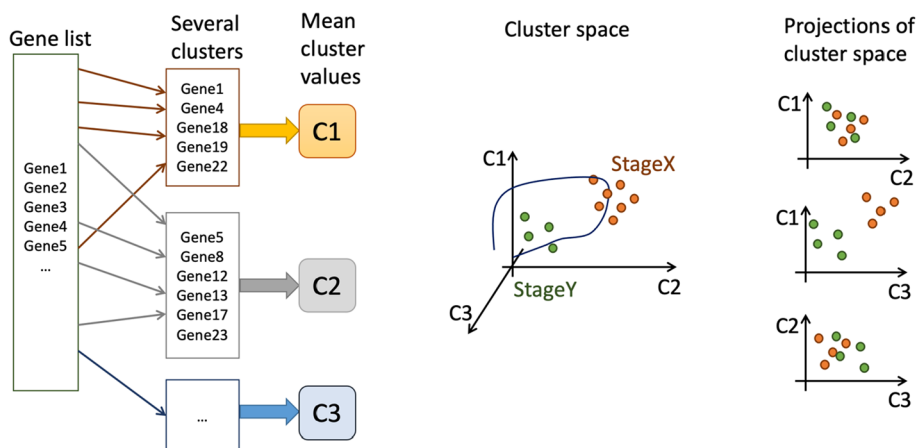 Gene list
Gene1
Gene2
Gene3
Gene4
Gene5
...
Several
clusters
Gene1
Gene4
Gene18
Gene19
Gene22
Gene5
Gene8
Gene12
Gene13
Gene17
Gene23
...
Mean
cluster
values
C1
C2
C3
Cluster space
C1
StageX
StageY
C2
C3
Projections of
cluster space
C1
C2
C1
C3
C2
C3